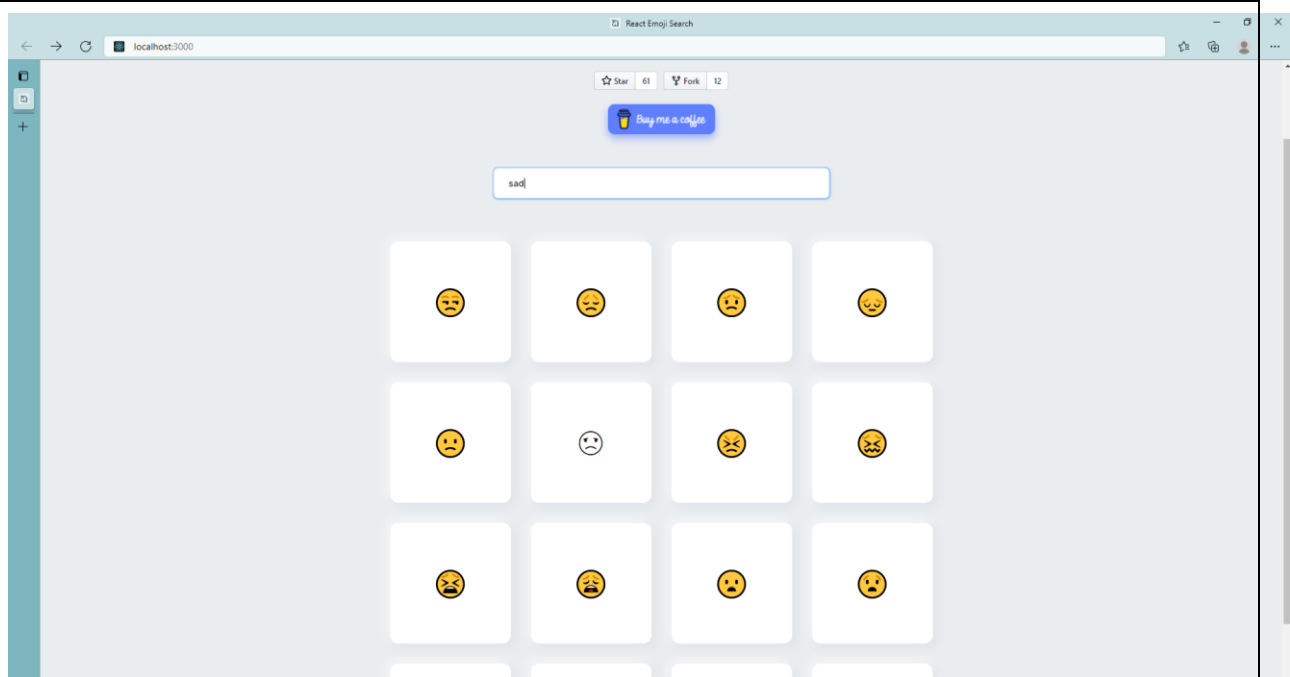 React Emoji Search
localhost:3000
Star 61 Fork 12
Buy me a coffee
sad